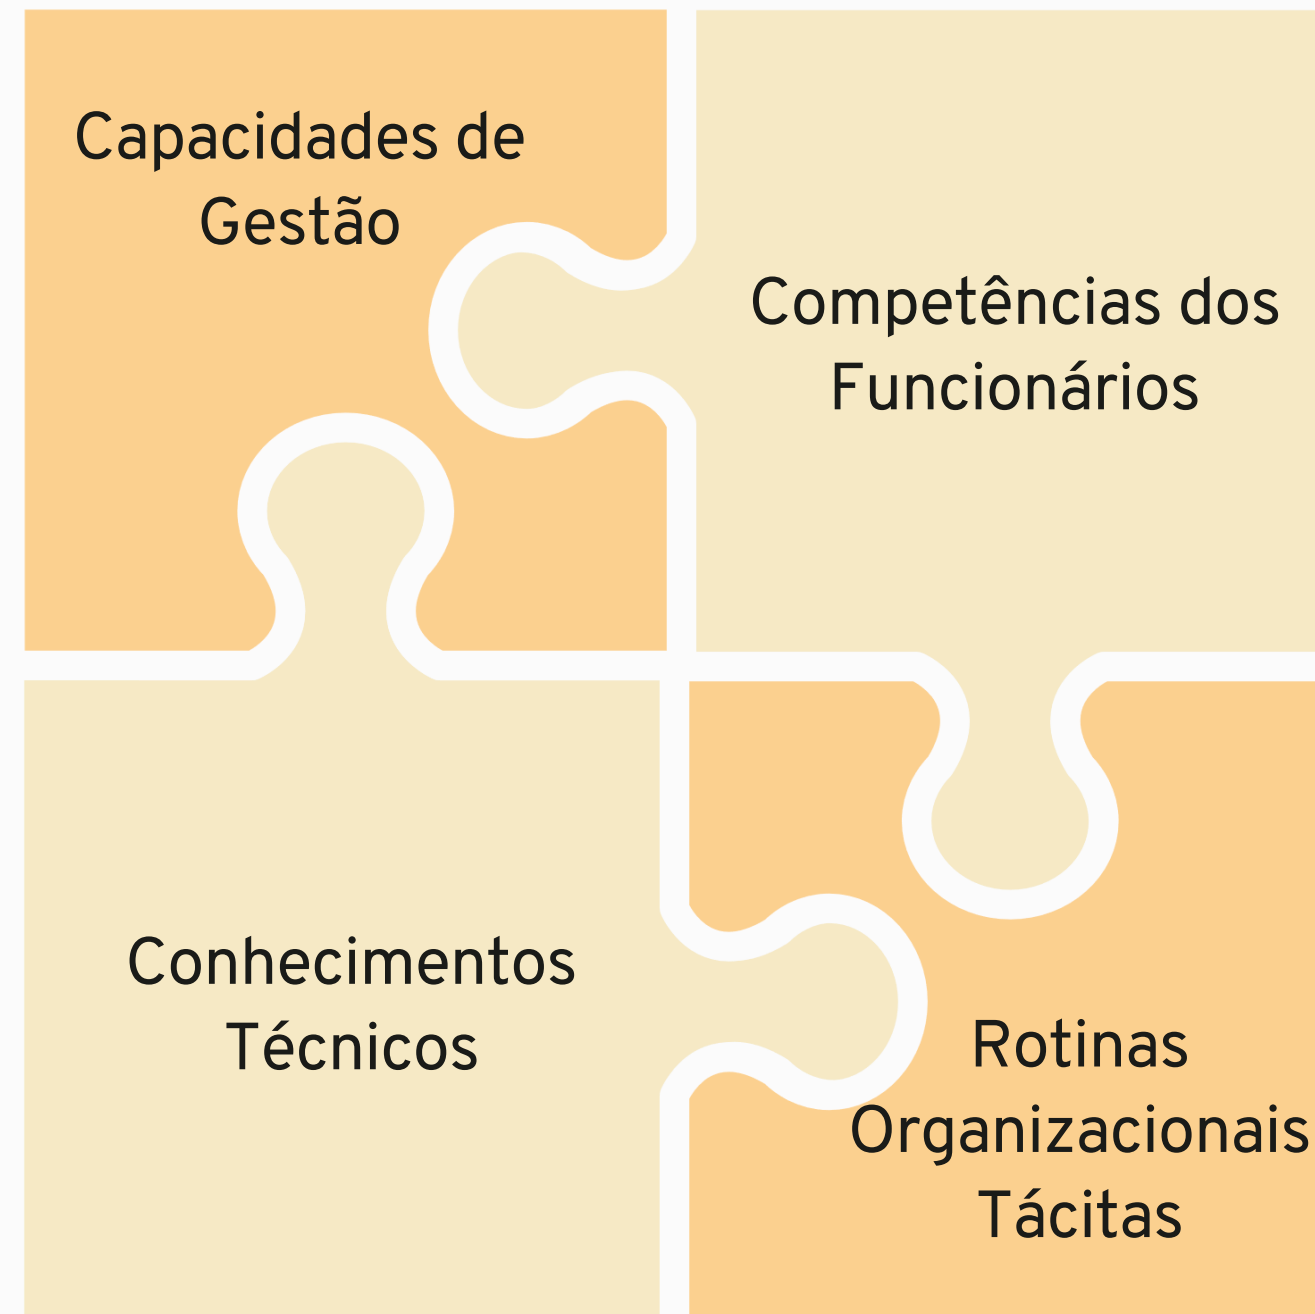 Capacidades de
Gestão
Competências dos
Funcionários
Conhecimentos
Técnicos
Rotinas
Organizacionais
Tácitas